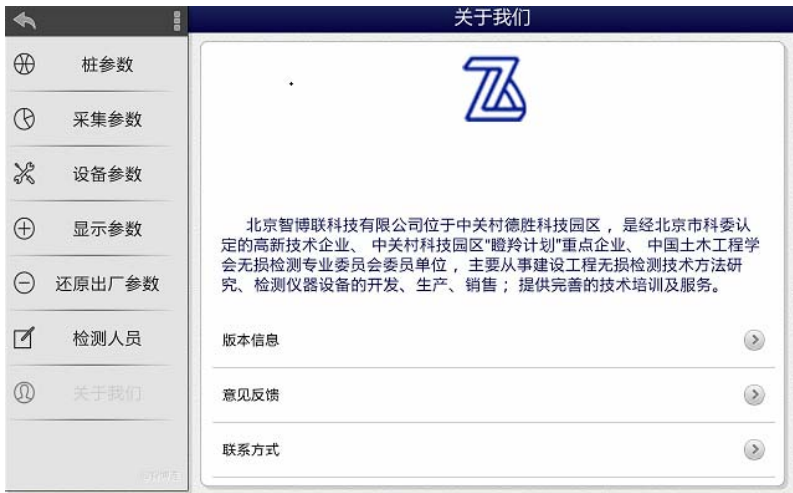 关于我们
桩参数
采集参数
设备参数
显示参数
还原出厂参数
检测人员
关于我们
北京智博联科技有限公司位于中关村德胜科技园区，是经北京市科委认
定的高新技术企业、 中关村科技园区"瞪羚计划"重点企业、 中国土木工程学
会无损检测专业委员会委员单位，主要从事建设工程无损检测技术方法研
究、检测仪器设备的开发、生产、销售；提供完善的技术培训及服务。
版本信息
意见反馈
联系方式